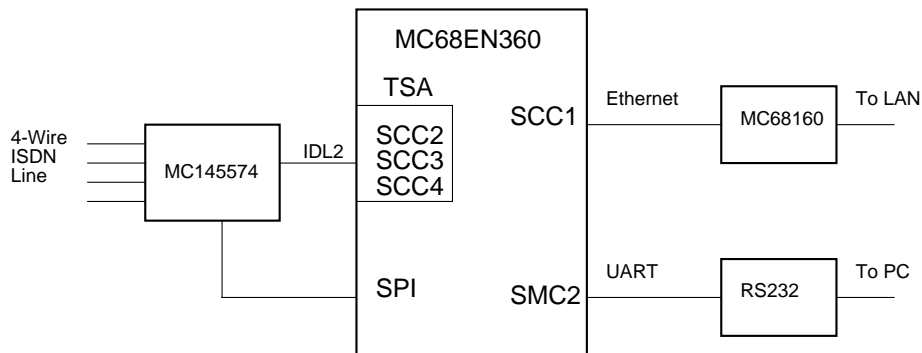 MC68EN360
TSA
SCC2
SCC3
SCC4
SCC1
Ethernet
MC68160
To LAN
4-Wire
ISDN
Line
MC145574
IDL2
SPI
SMC2
UART
RS232
To PC